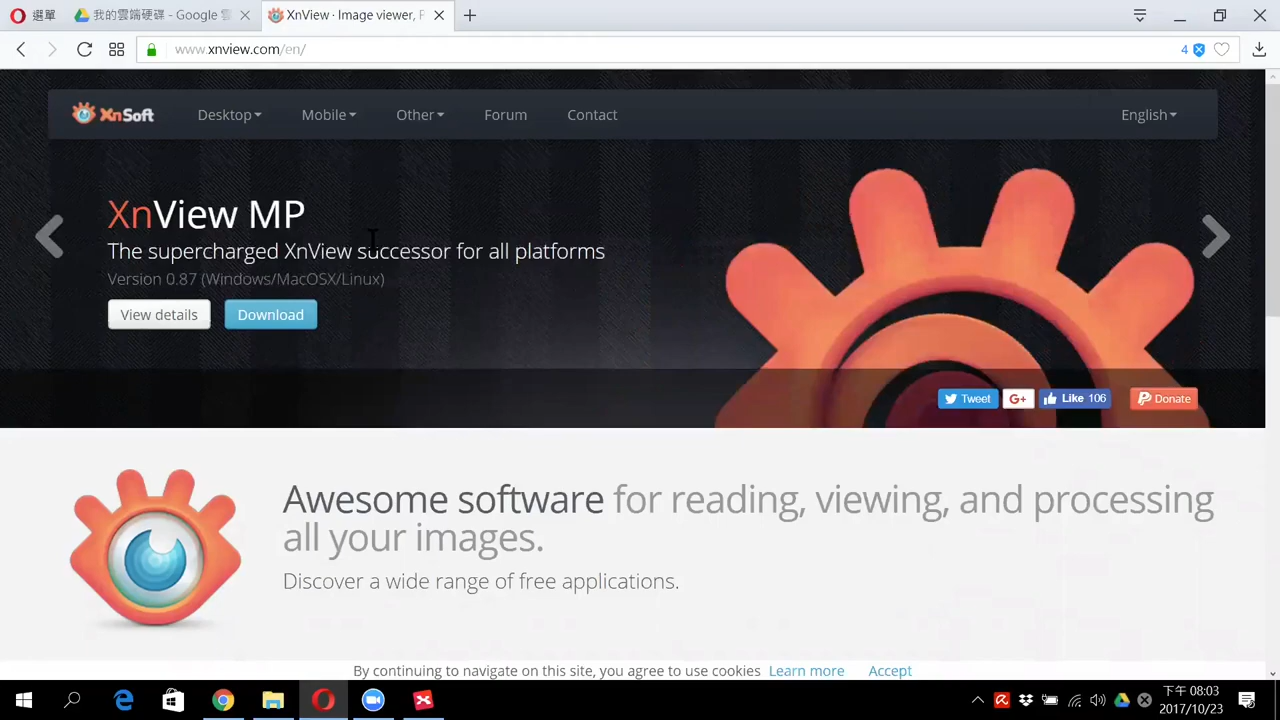 選單
我的雲端硬碟 - Google 雲
XnView · Image viewer, P
www.xnview.com/en/
4
XnSoft
Desktop
Mobile
Other
Forum
Contact
English
XnView MP
The supercharged XnView successor for all platforms
Version 0.87 (Windows/MacOSX/Linux)
View details
Download
Tweet
G+
Like 106
Donate
Awesome software for reading, viewing, and processing
all your images.
Discover a wide range of free applications.
By continuing to navigate on this site, you agree to use cookies Learn more Accept
下午 08:03
2017/10/23